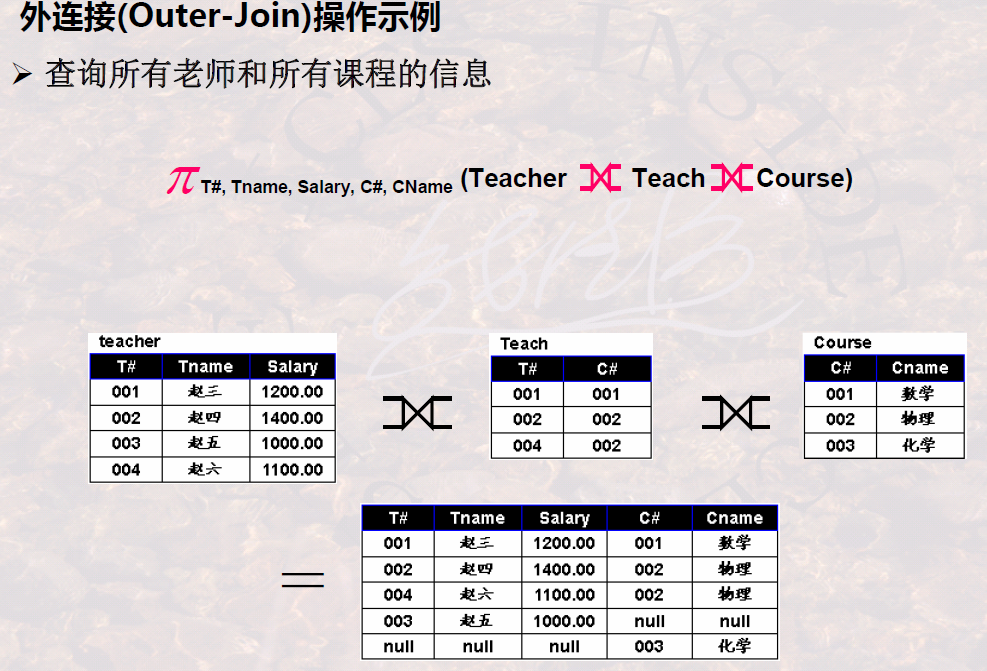 外连接(Outer-Join)操作示例
➢ 查询所有老师和所有课程的信息
π T#, Tname, Salary, C#, CName (Teacher ⟗ Teach ⟗ Course)
teacher
T# Tname Salary
001 赵三 1200.00
002 赵四 1400.00
003 赵五 1000.00
004 赵六 1100.00
Teach
T# C#
001 001
002 002
004 002
Course
C# Cname
001 数学
002 物理
003 化学
=
T# Tname Salary C# Cname
001 赵三 1200.00 001 数学
002 赵四 1400.00 002 物理
004 赵六 1100.00 002 物理
003 赵五 1000.00 null null
null null null 003 化学